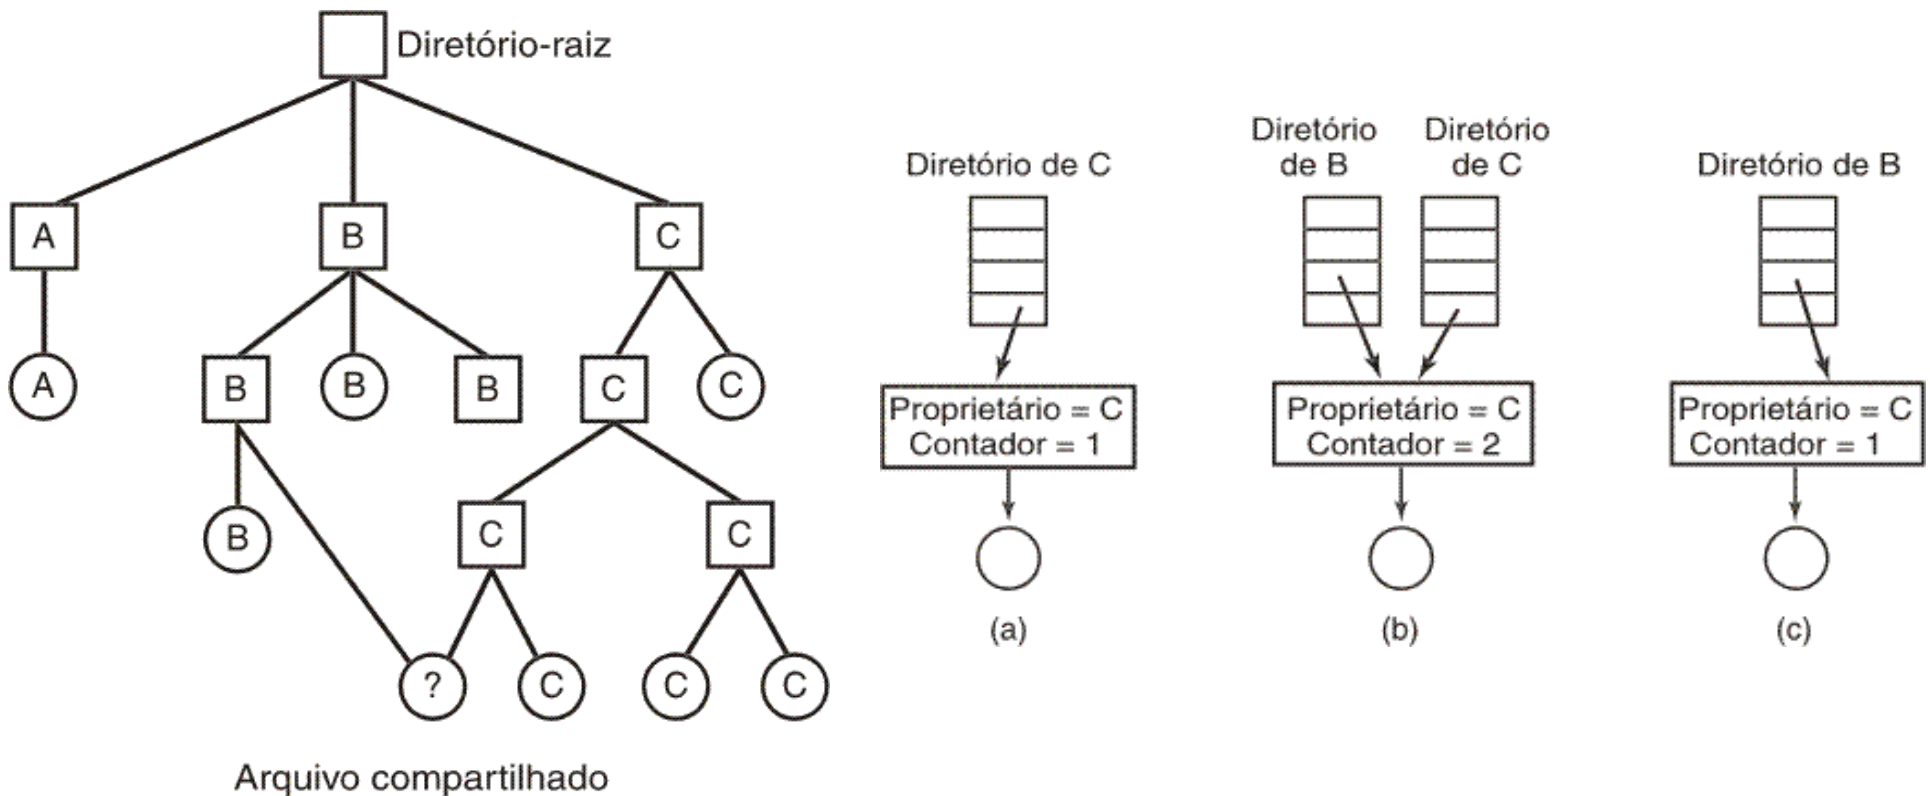 Diretório-raiz
A
B
C
A
B
B
B
C
C
B
C
C
?
C
C
C
Arquivo compartilhado
Diretório de C
Proprietário = C
Contador = 1
(a)
Diretório
de B
Diretório
de C
Proprietário = C
Contador = 2
(b)
Diretório de B
Proprietário = C
Contador = 1
(c)